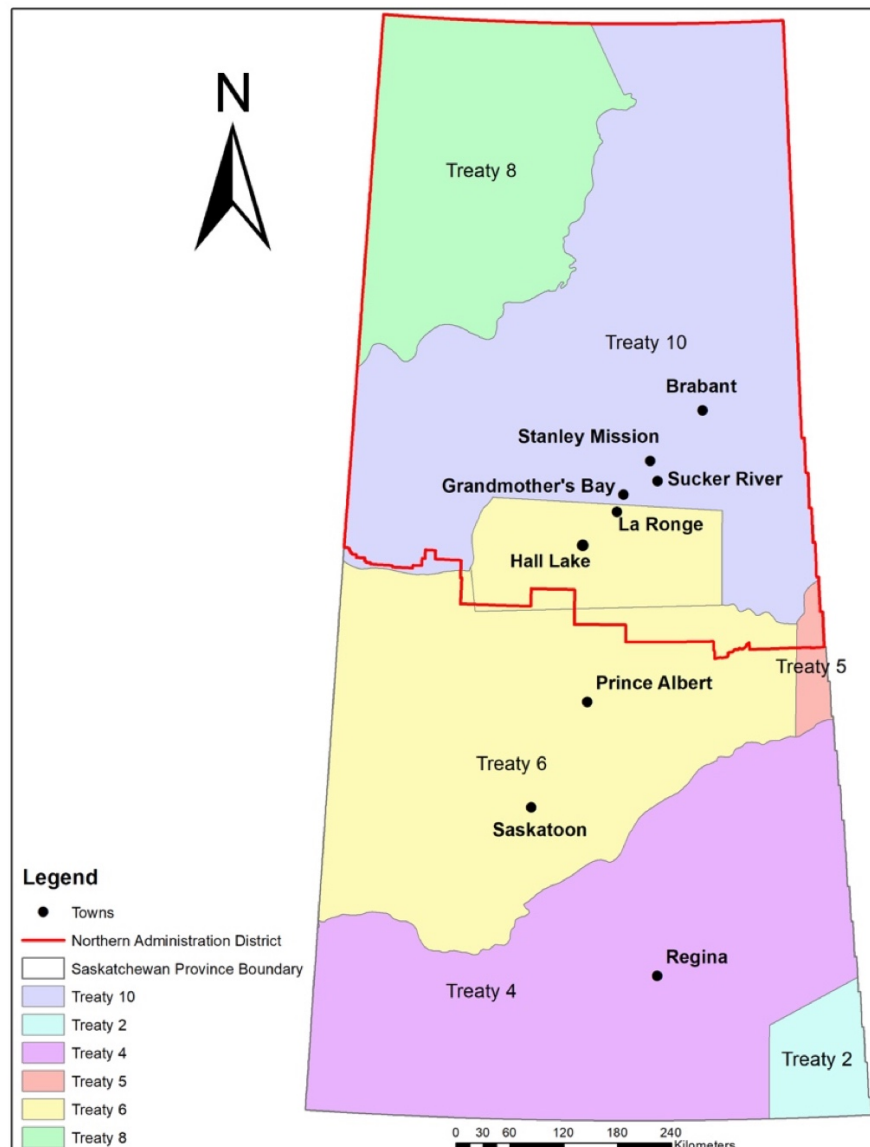 N
Treaty 8
Treaty 10
Brabant
Stanley Mission
Sucker River
Grandmother's Bay
La Ronge
Hall Lake
Treaty 5
Prince Albert
Treaty 6
Saskatoon
Regina
Treaty 4
Treaty 2
Legend
Towns
Northern Administration District
Saskatchewan Province Boundary
Treaty 10
Treaty 2
Treaty 4
Treaty 5
Treaty 6
Treaty 8
0 30 60 120 180 240
Kilometers